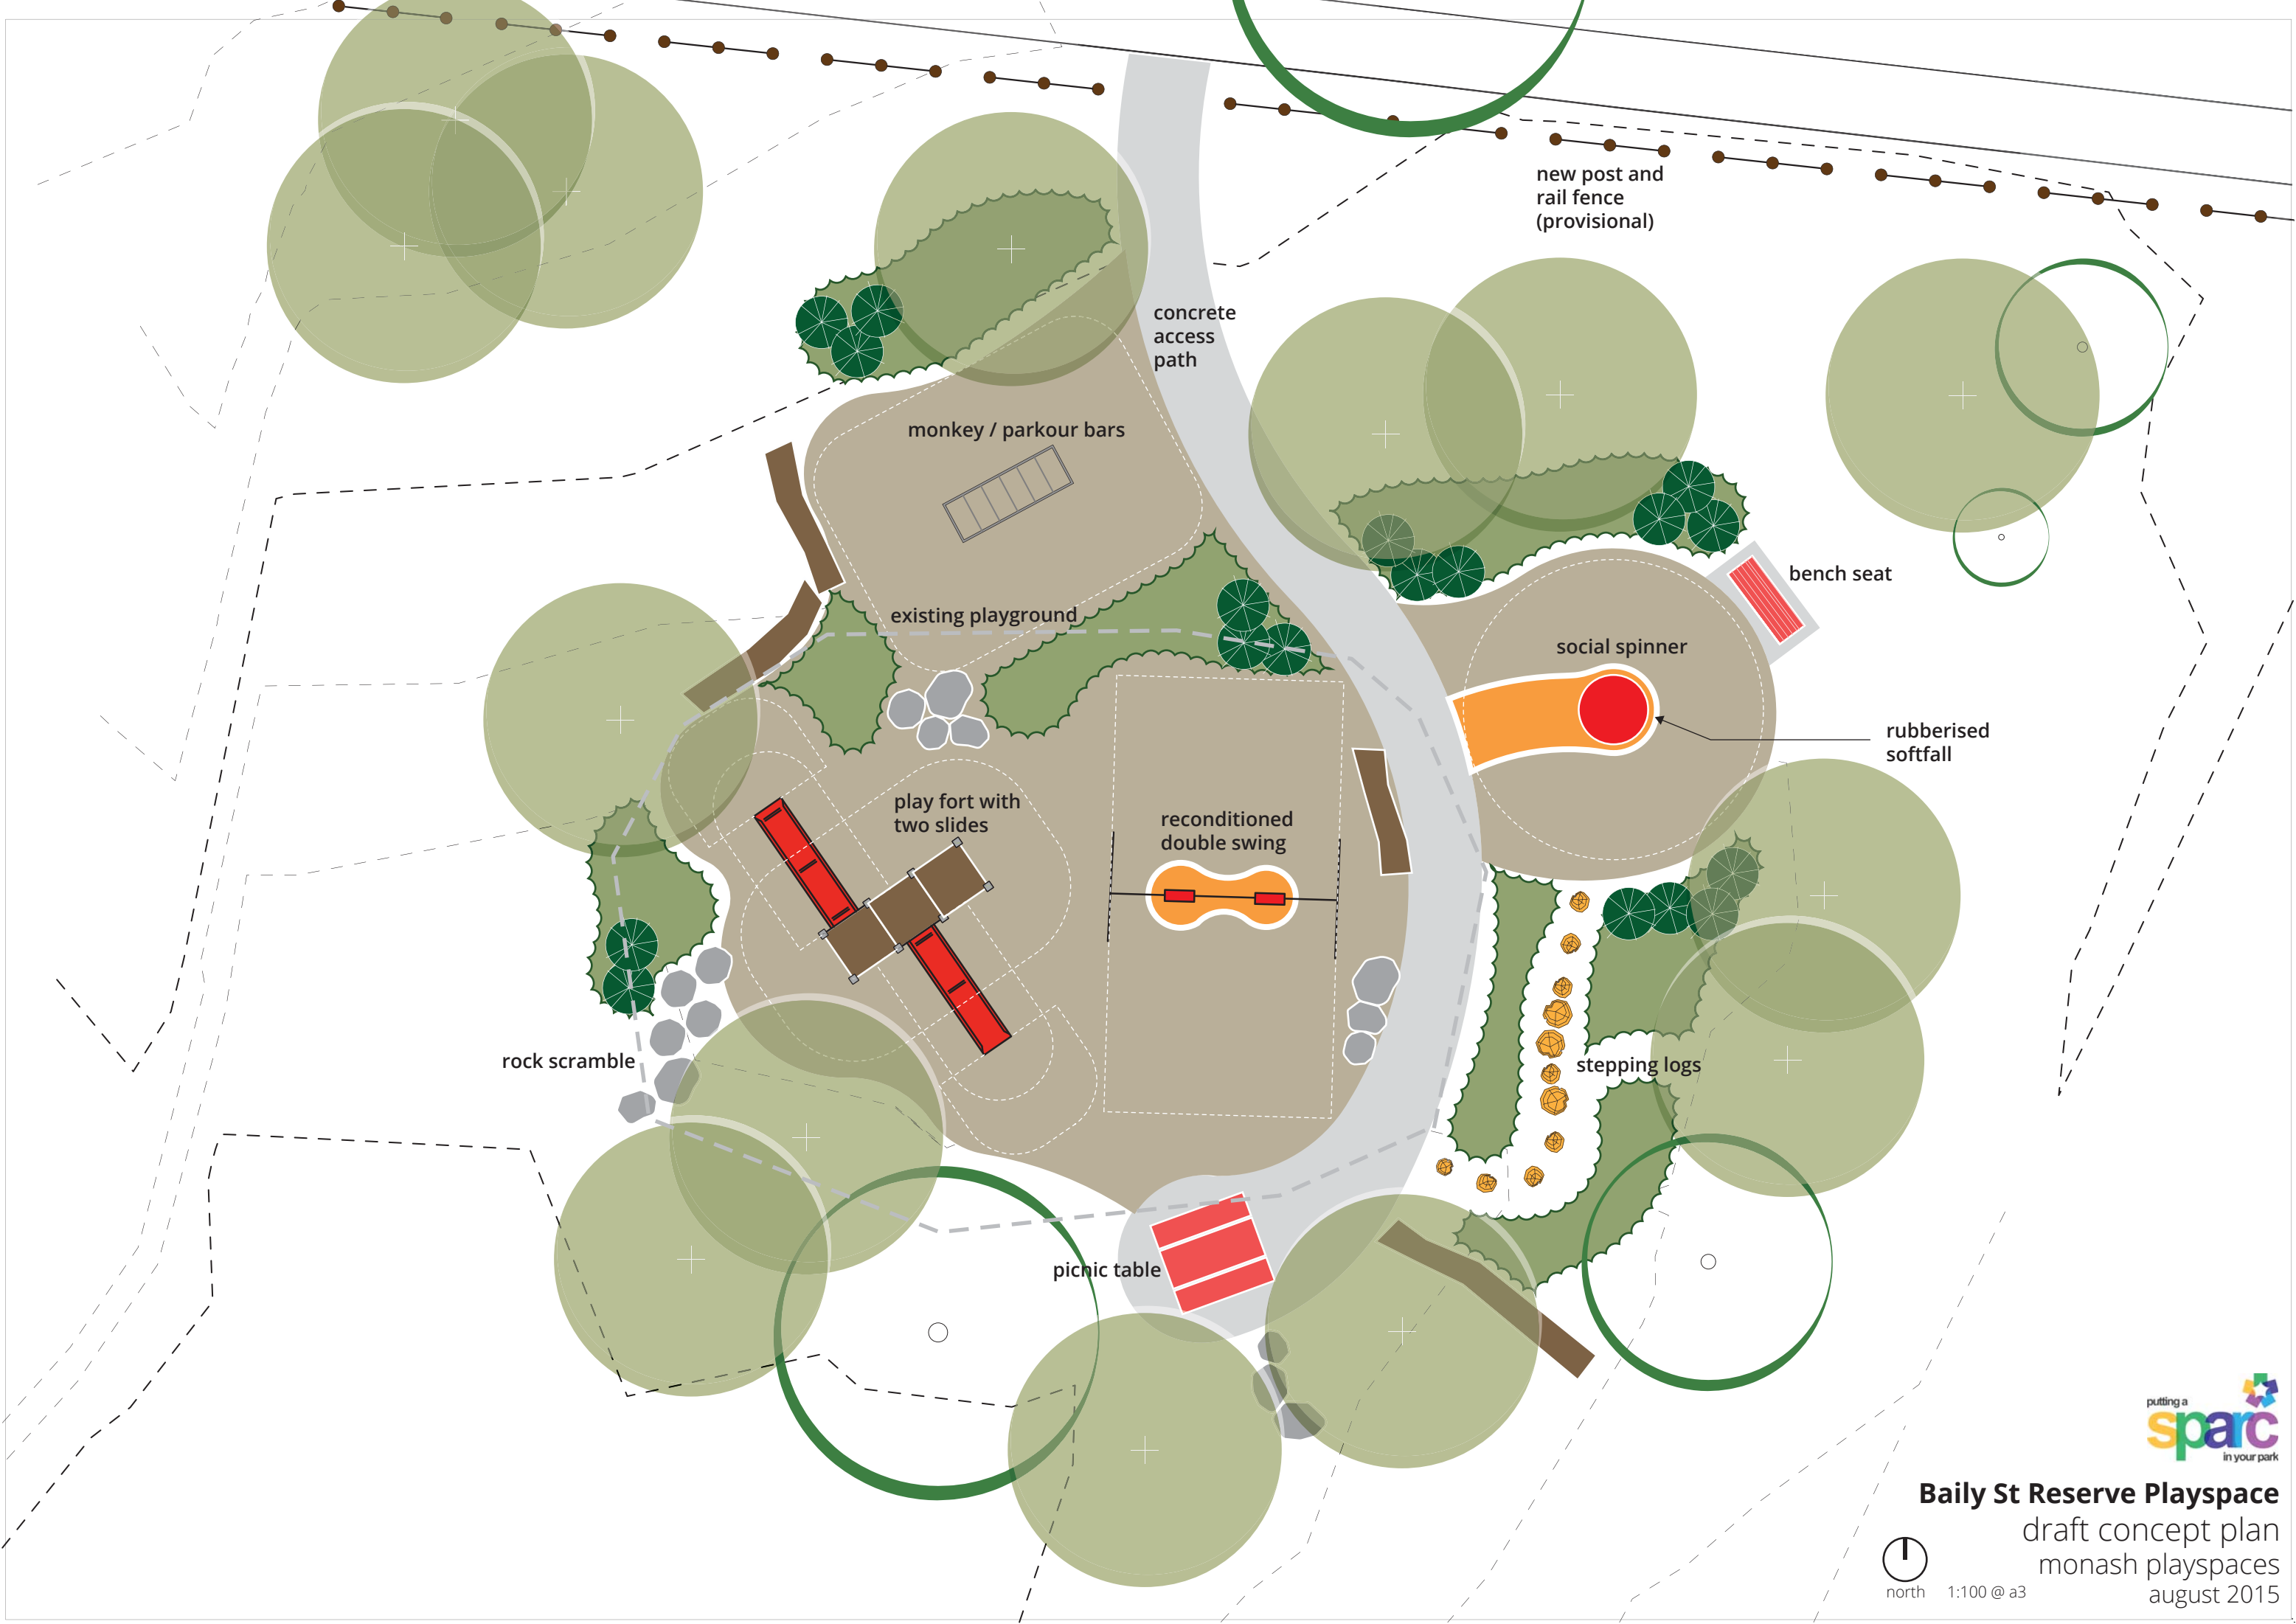 new post and
rail fence
(provisional)
concrete
access
path
monkey / parkour bars
bench seat
existing playground
social spinner
rubberised
softfall
play fort with
two slides
reconditioned
double swing
rock scramble
stepping logs
picnic table
putting a
sparc
in your park
Baily St Reserve Playspace
draft concept plan
monash playspaces
august 2015
north
1:100 @ a3